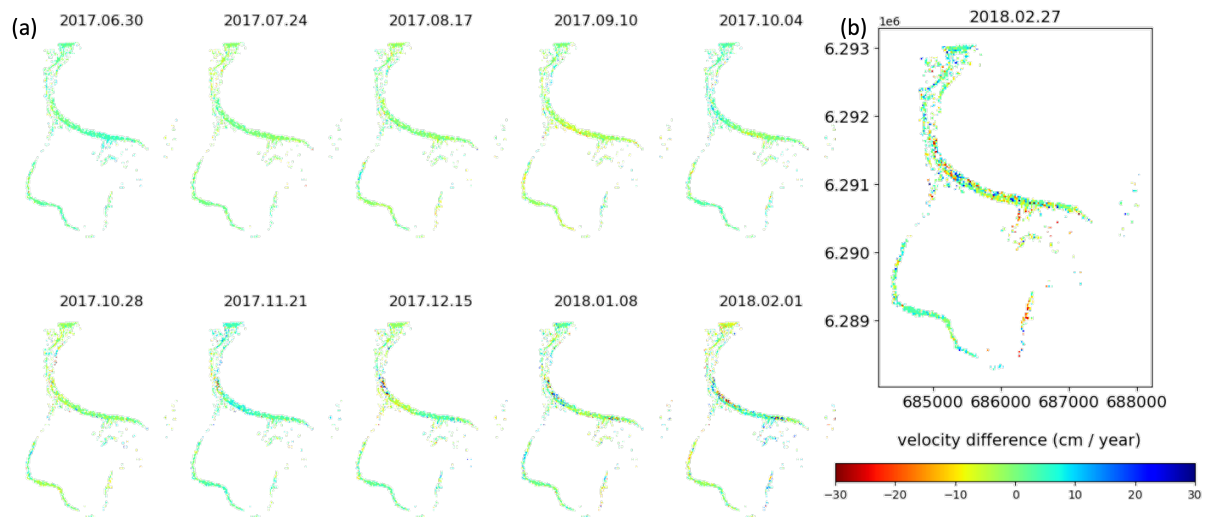 (a)
2017.06.30
2017.07.24
2017.08.17
2017.09.10
2017.10.04
2017.10.28
2017.11.21
2017.12.15
2018.01.08
2018.02.01
(b)
2018.02.27
1e6
6.293
6.292
6.291
6.290
6.289
685000 686000 687000 688000
velocity difference (cm / year)
−30 −20 −10 0 10 20 30